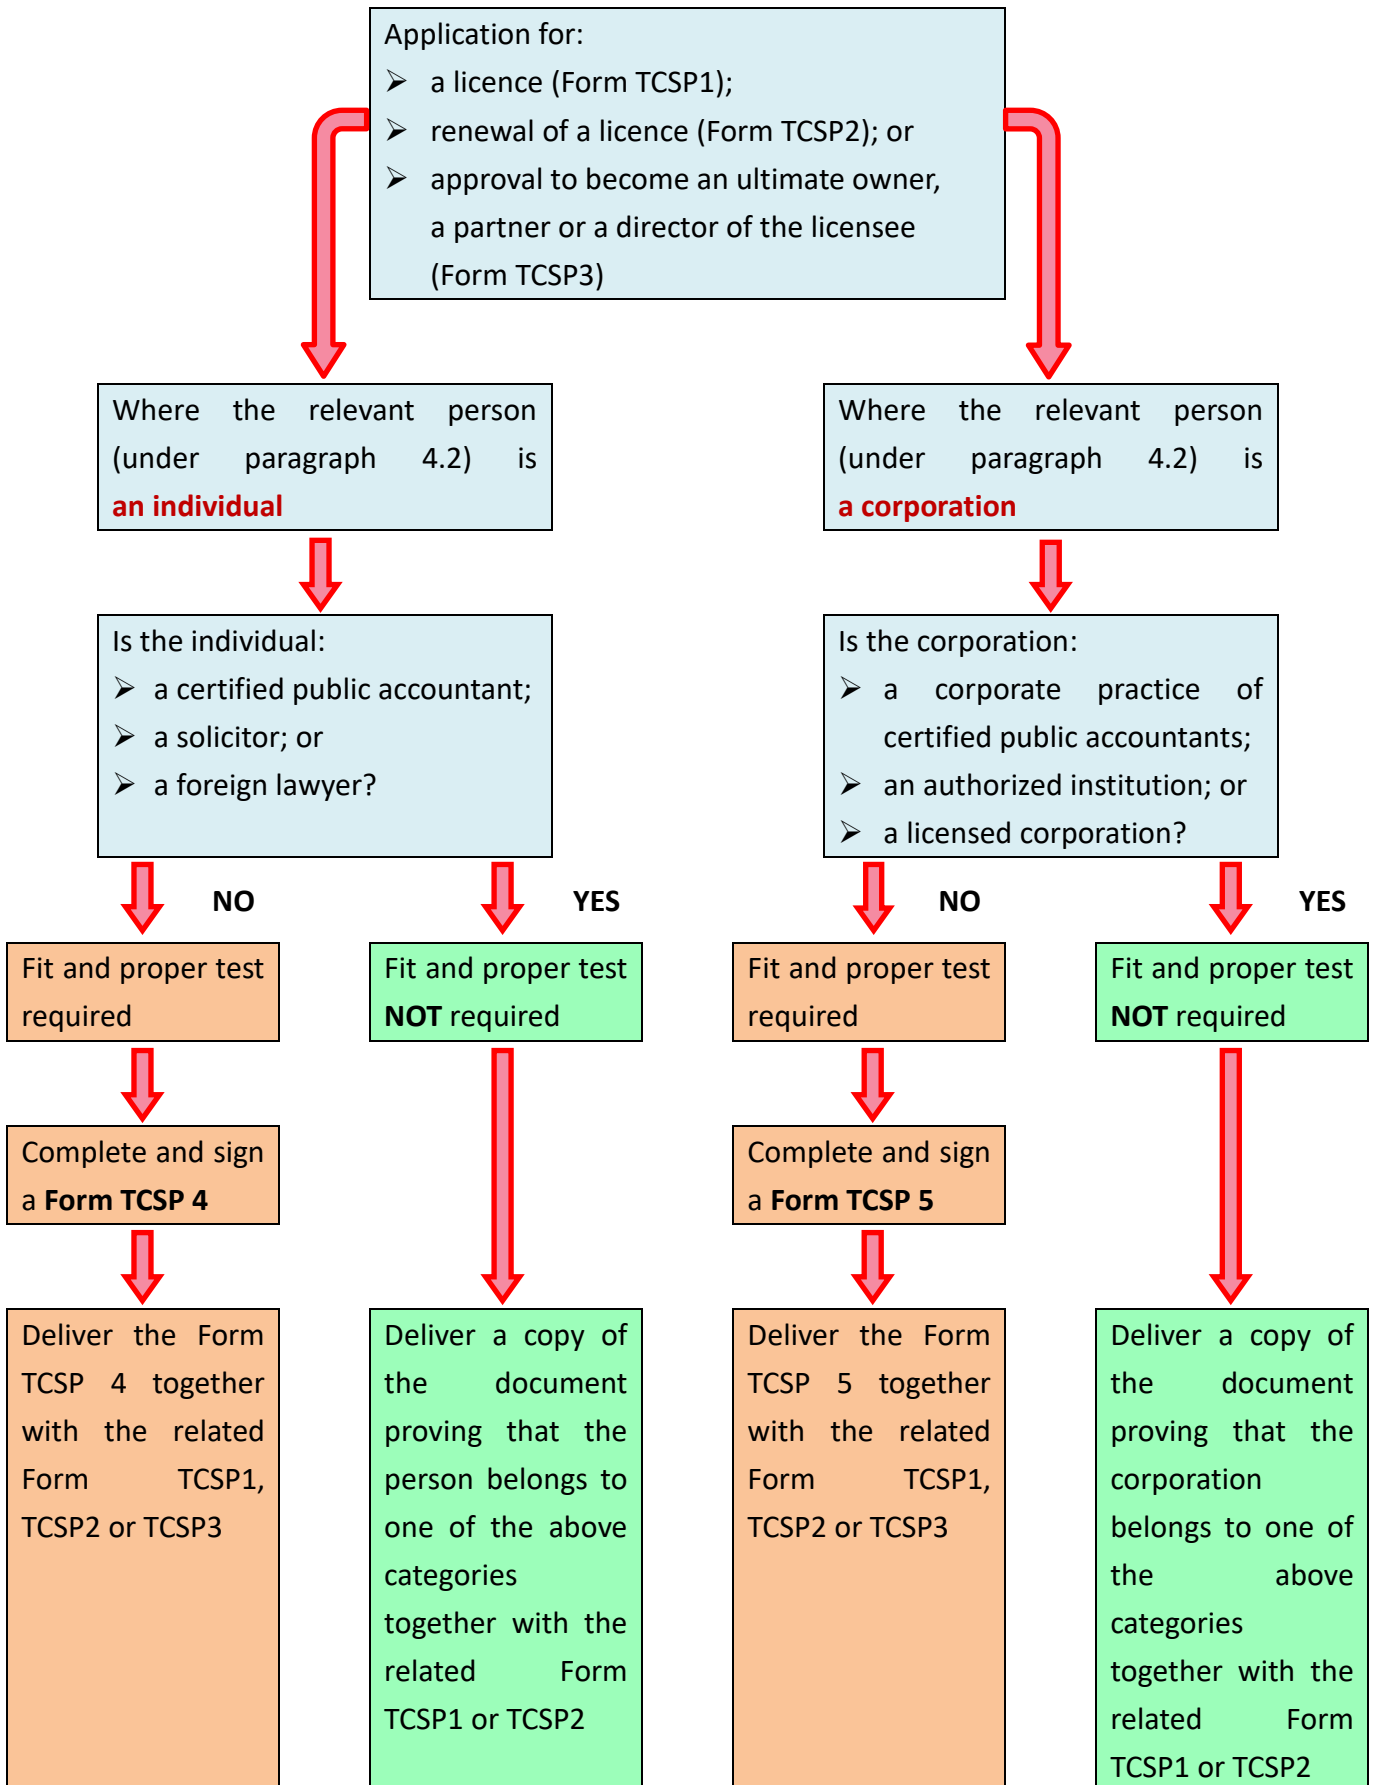 Application for:
➢ a licence (Form TCSP1);
➢ renewal of a licence (Form TCSP2); or
➢ approval to become an ultimate owner,
a partner or a director of the licensee
(Form TCSP3)
Where the relevant person
(under paragraph 4.2) is
an individual
Where the relevant person
(under paragraph 4.2) is
a corporation
Is the individual:
➢ a certified public accountant;
➢ a solicitor; or
➢ a foreign lawyer?
Is the corporation:
➢ a corporate practice of
certified public accountants;
➢ an authorized institution; or
➢ a licensed corporation?
NO
YES
NO
YES
Fit and proper test
required
Fit and proper test
NOT required
Fit and proper test
required
Fit and proper test
NOT required
Complete and sign
a Form TCSP 4
Complete and sign
a Form TCSP 5
Deliver the Form
TCSP 4 together
with the related
Form TCSP1,
TCSP2 or TCSP3
Deliver a copy of
the document
proving that the
person belongs to
one of the above
categories
together with the
related Form
TCSP1 or TCSP2
Deliver the Form
TCSP 5 together
with the related
Form TCSP1,
TCSP2 or TCSP3
Deliver a copy of
the document
proving that the
corporation
belongs to one of
the above
categories
together with the
related Form
TCSP1 or TCSP2